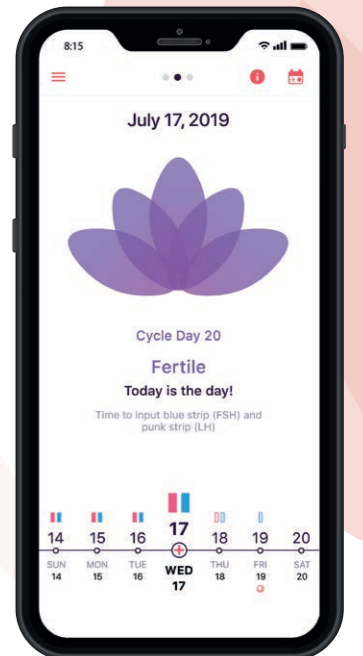 8:15
July 17, 2019
Cycle Day 20
Fertile
Today is the day!
Time to input blue strip (FSH) and
punk strip (LH)
14 15 16 17 18 19 20
SUN MON TUE WED THU FRI SAT
14 15 16 17 18 19 20